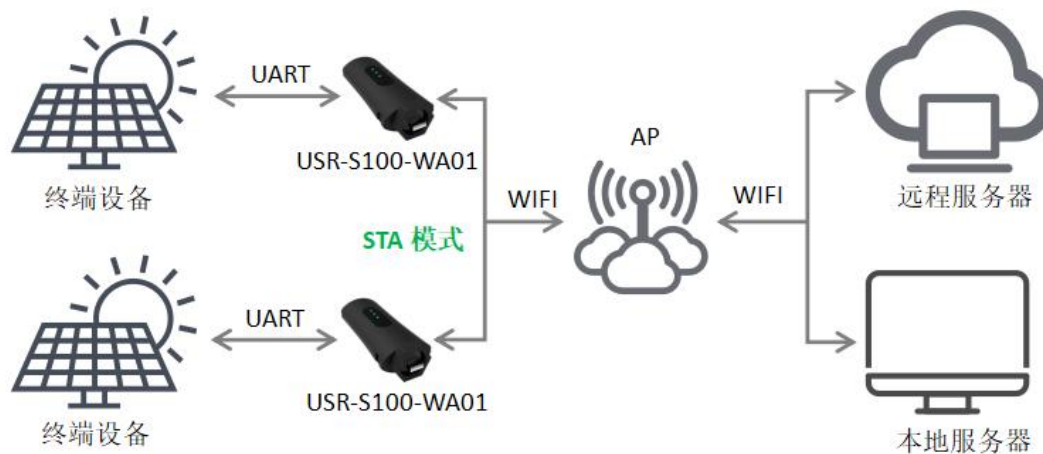 UART
USR-S100-WA01
终端设备
AP
WIFI
WIFI
远程服务器
STA 模式
UART
USR-S100-WA01
终端设备
本地服务器